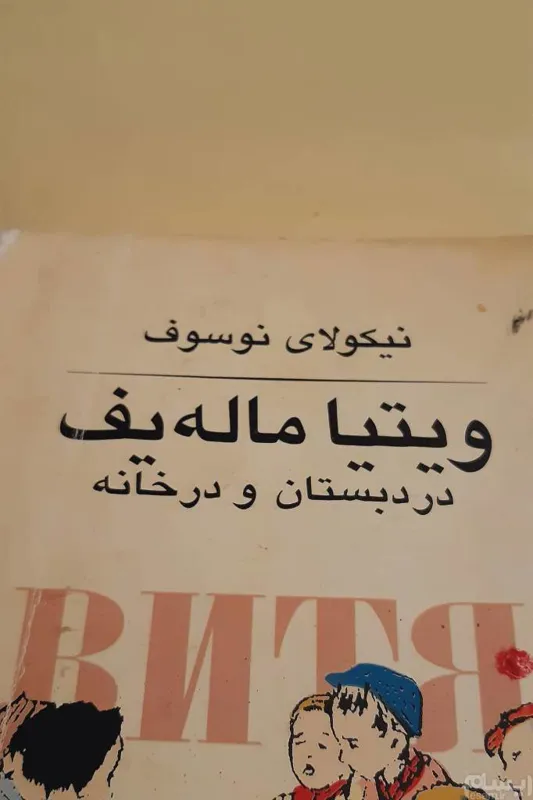 نیکولای نوسوف
ویتیا ماله‌یف
در دبستان و در خانه
ВИТЯ